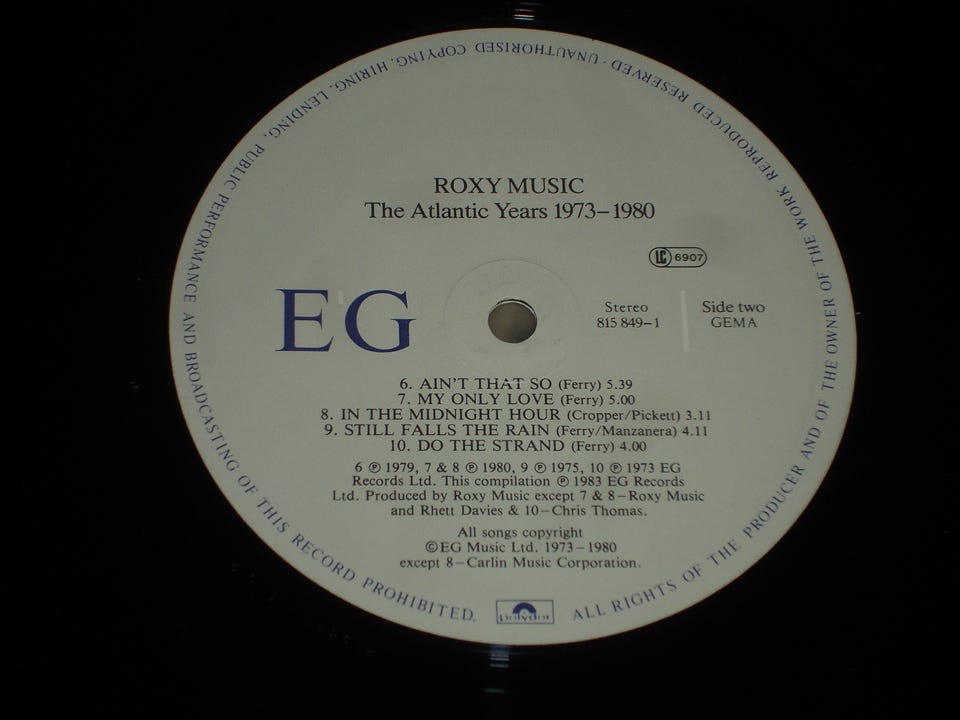 ROXY MUSIC
The Atlantic Years 1973–1980
LC 6907
EG
Stereo
815 849–1
Side two
GEMA
6. AIN'T THAT SO (Ferry) 5.39
7. MY ONLY LOVE (Ferry) 5.00
8. IN THE MIDNIGHT HOUR (Cropper/Pickett) 3.11
9. STILL FALLS THE RAIN (Ferry/Manzanera) 4.11
10. DO THE STRAND (Ferry) 4.00
6 ℗ 1979, 7 & 8 ℗ 1980, 9 ℗ 1975, 10 ℗ 1973 EG
Records Ltd. This compilation ℗ 1983 EG Records
Ltd. Produced by Roxy Music except 7 & 8–Roxy Music
and Rhett Davies & 10–Chris Thomas.
All songs copyright
©EG Music Ltd. 1973–1980
except 8–Carlin Music Corporation.
polydor
ALL RIGHTS OF THE PRODUCER AND OF THE OWNER OF THE WORK REPRODUCED RESERVED · UNAUTHORISED COPYING, HIRING, LENDING, PUBLIC PERFORMANCE AND BROADCASTING OF THIS RECORD PROHIBITED.